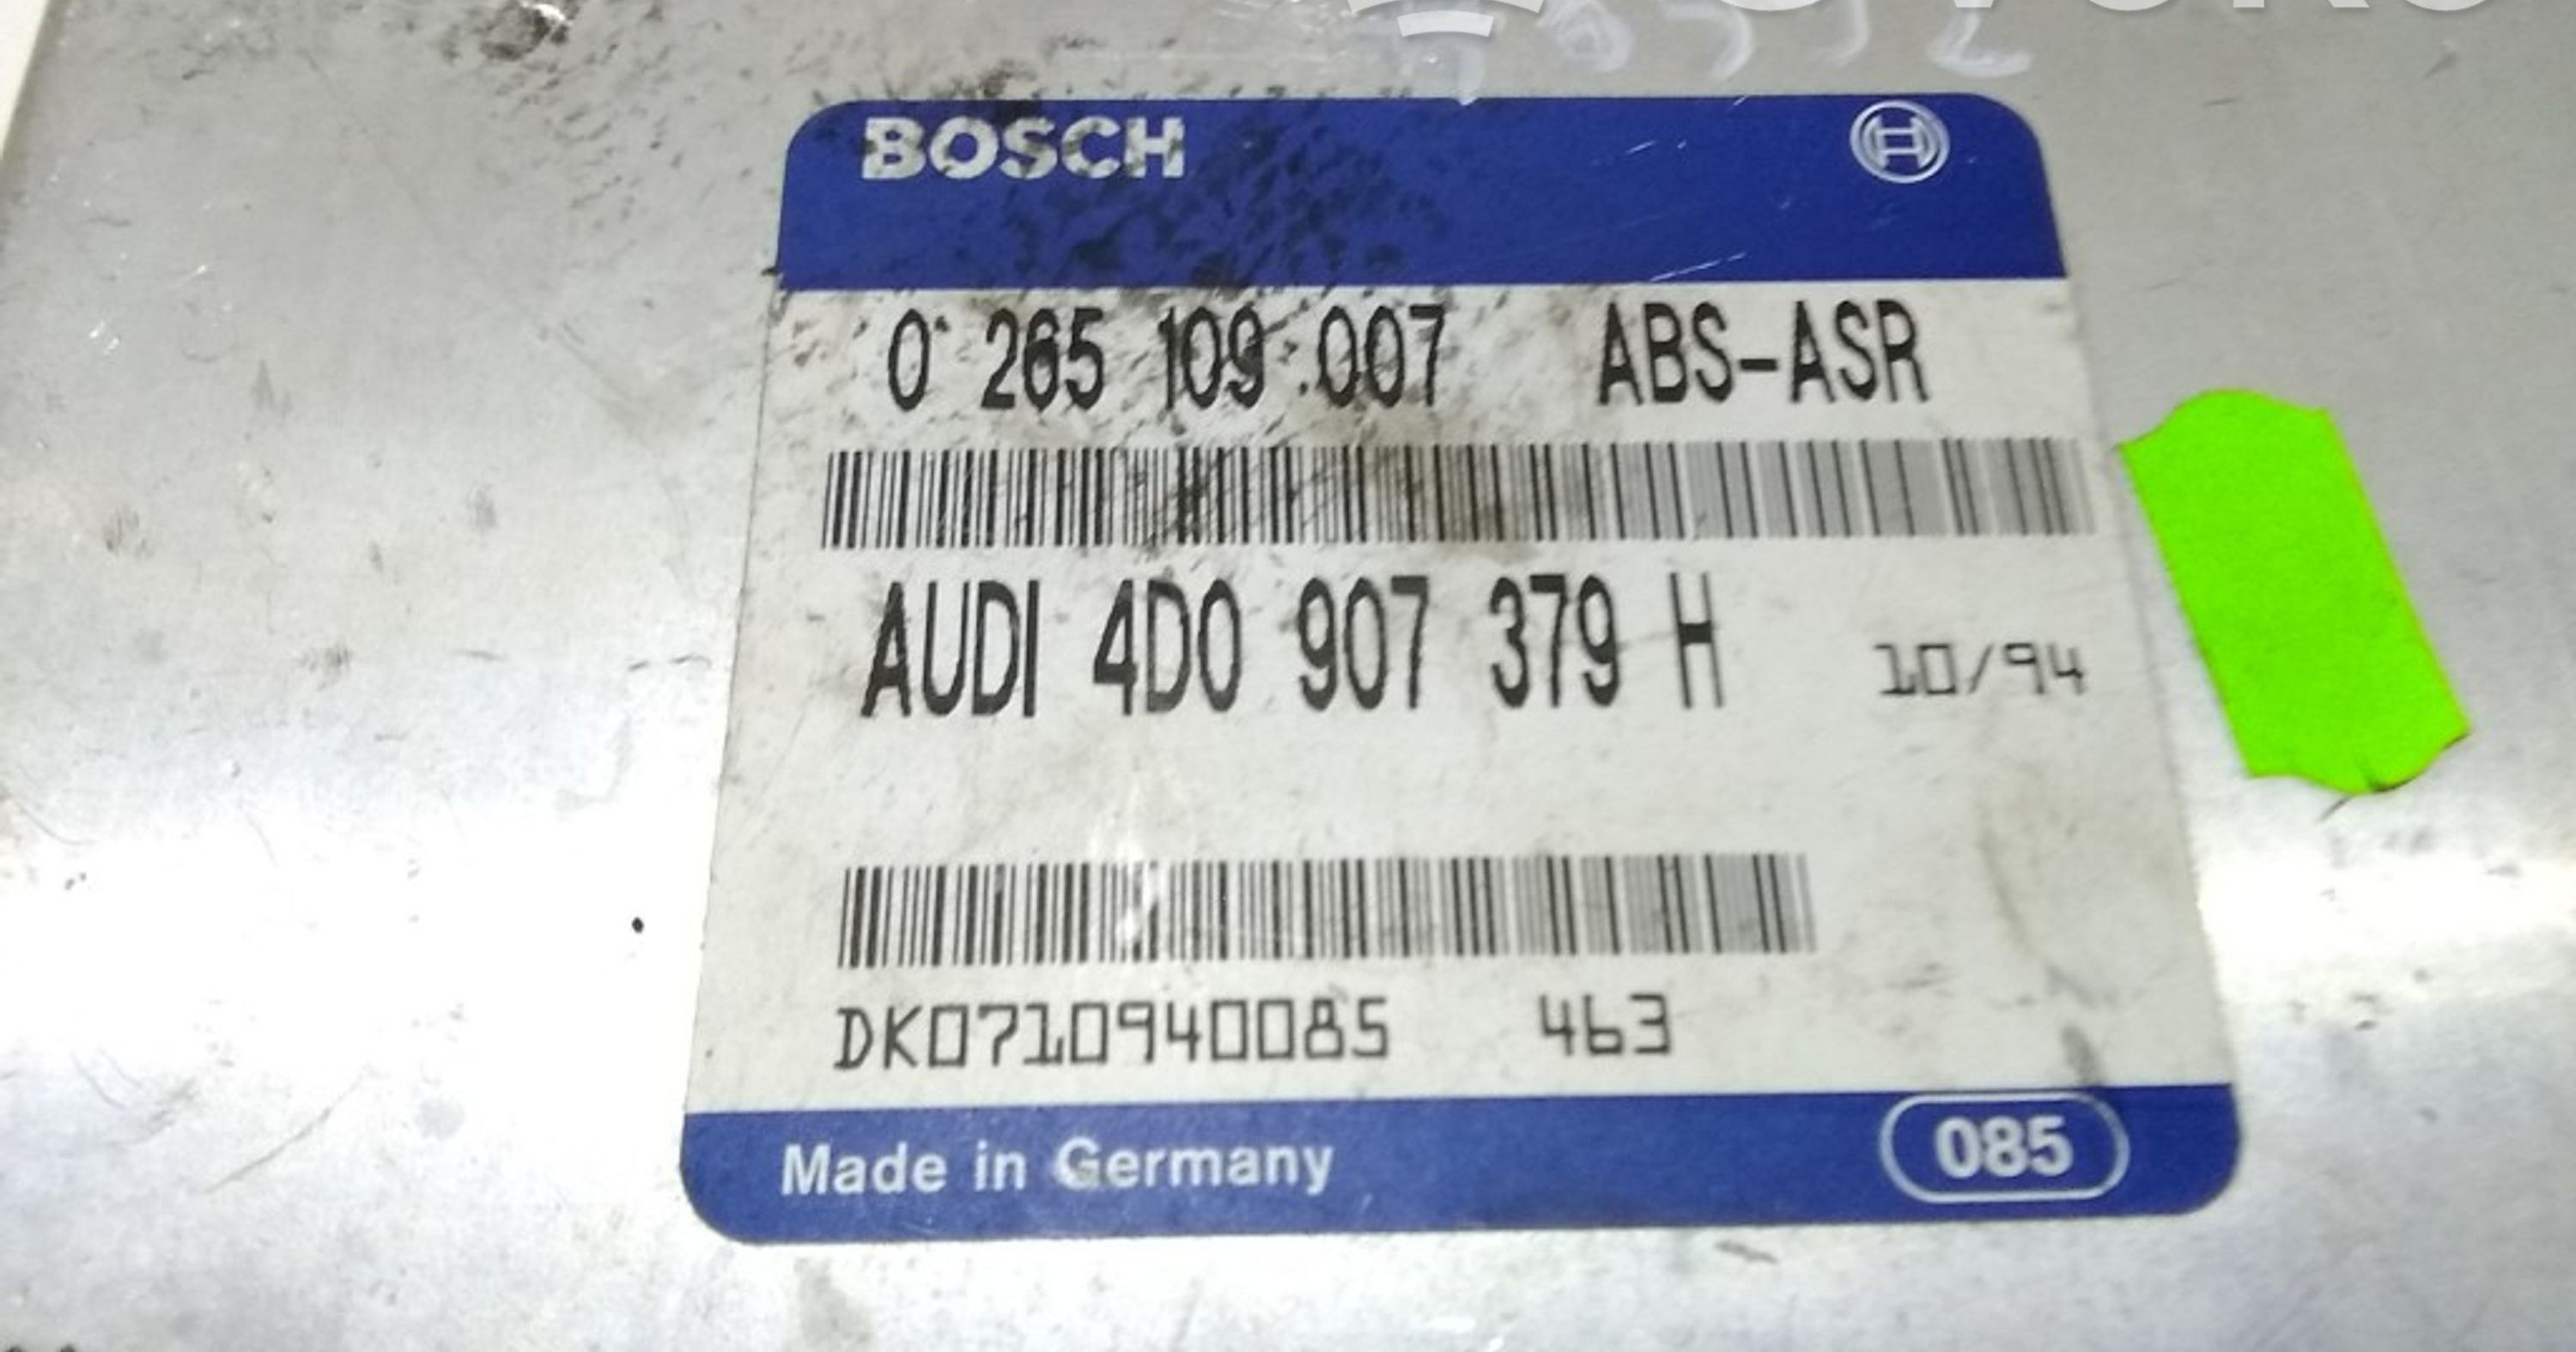 BOSCH
0 265 109 007 ABS-ASR
AUDI 4D0 907 379 H 10/94
DK0710940085 463
Made in Germany 085